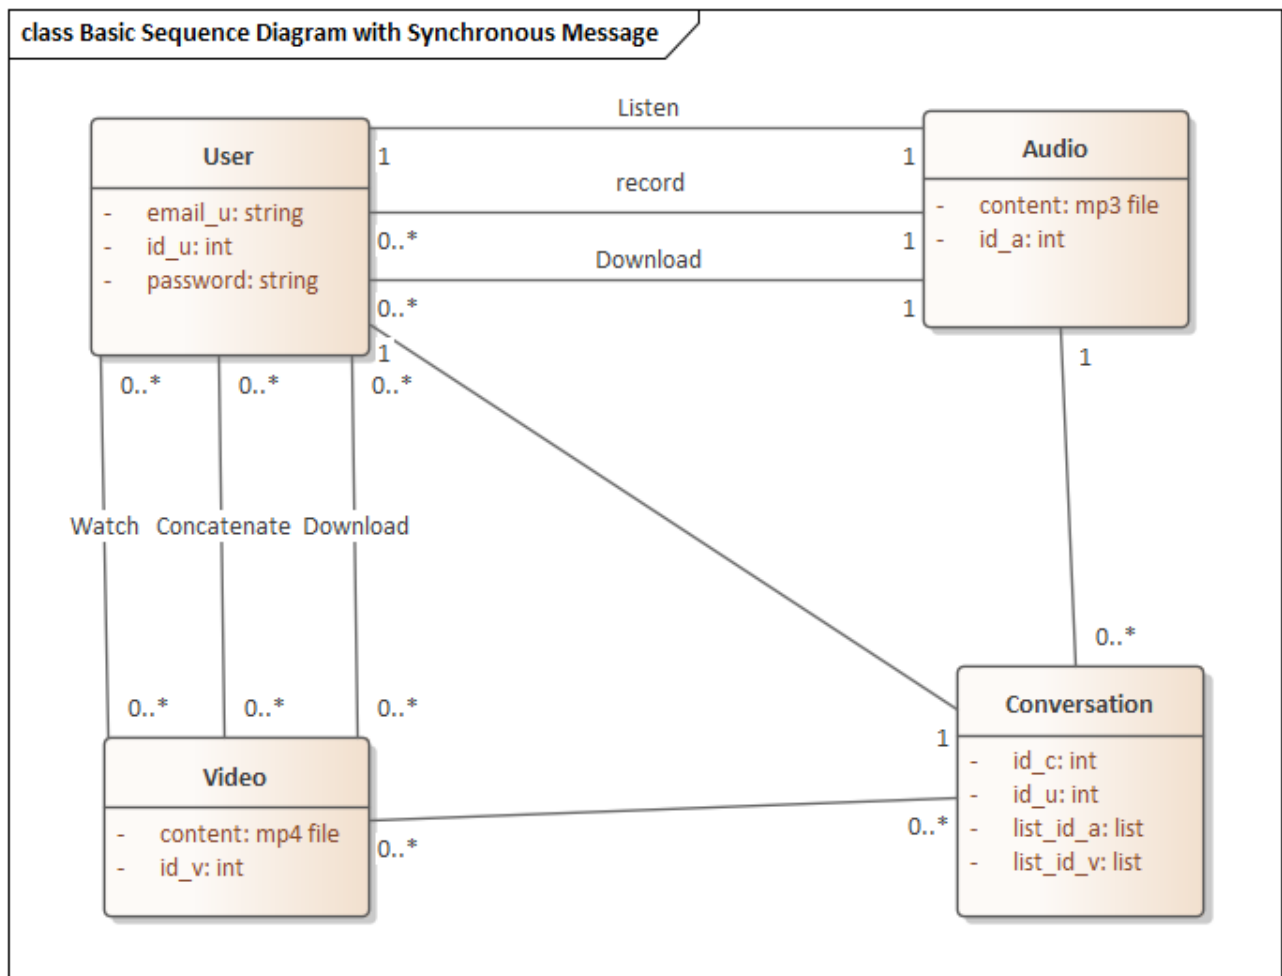 class Basic Sequence Diagram with Synchronous Message
Listen
User
Audio
1
1
record
- email_u: string
- id_u: int
- password: string
- content: mp3 file
- id_a: int
0..*
1
Download
0..*
1
1
1
0..*
0..*
0..*
Watch
Concatenate
Download
0..*
0..*
0..*
0..*
Conversation
1
- id_c: int
- id_u: int
- list_id_a: list
- list_id_v: list
Video
- content: mp4 file
- id_v: int
0..*
0..*